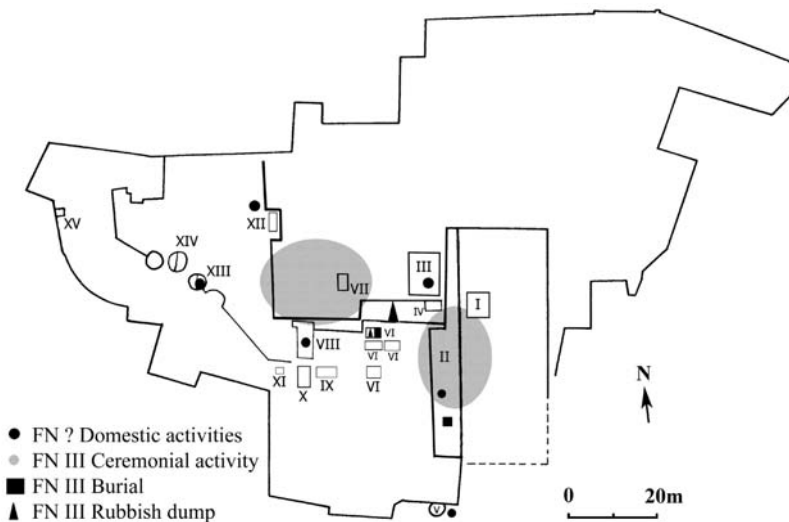 XII
XV
XIV
XIII
III
VII
I
IV
VI
VIII
VI
VI
II
XI
X
IX
VI
N
FN ? Domestic activities
FN III Ceremonial activity
FN III Burial
FN III Rubbish dump
V
0
20m